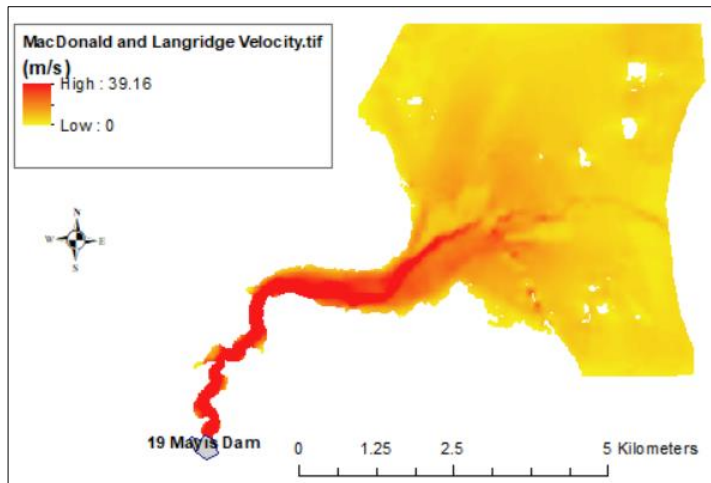 MacDonald and Langridge Velocity.tif
(m/s)
High : 39.16
Low : 0
N
W E
S
19 Mayıs Dam
0 1.25 2.5 5 Kilometers